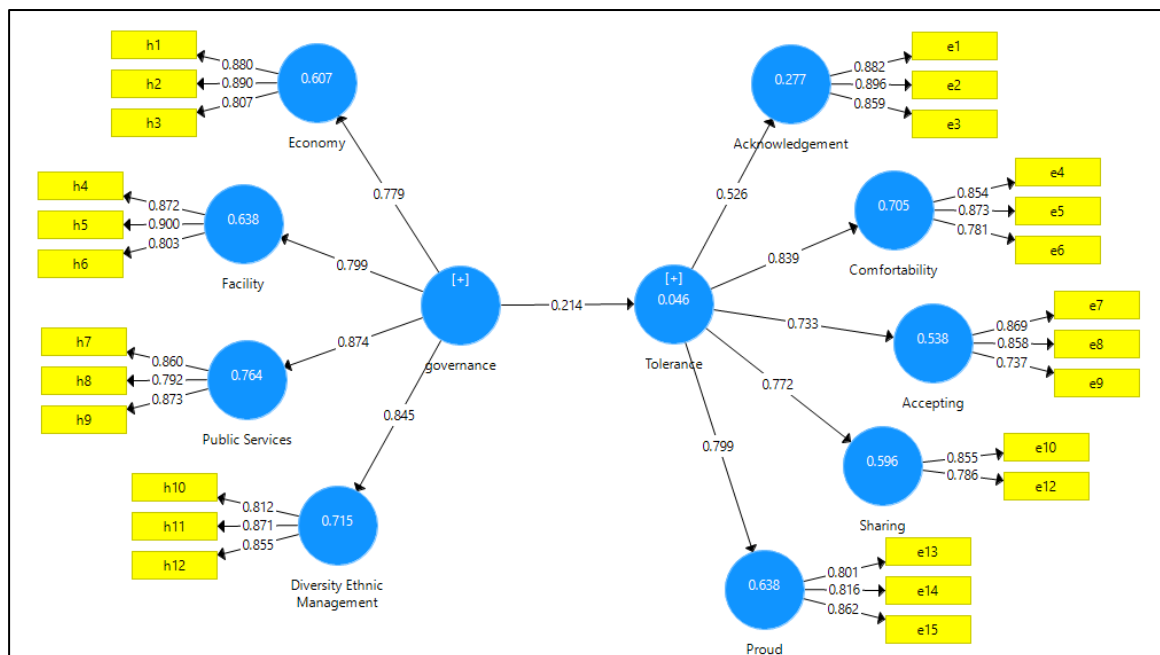 h1
0.880
h2
0.890
h3
0.807
0.607
Economy
0.779
h4
0.872
h5
0.900
h6
0.803
0.638
Facility
0.799
h7
0.860
h8
0.792
h9
0.873
0.764
Public Services
0.874
h10
0.812
h11
0.871
h12
0.855
0.715
Diversity Ethnic
Management
0.845
[+]
governance
0.214
[+]
0.046
Tolerance
0.526
0.277
Acknowledgement
0.882
e1
0.896
e2
0.859
e3
0.839
0.705
Comfortability
0.854
e4
0.873
e5
0.781
e6
0.733
0.538
Accepting
0.869
e7
0.858
e8
0.737
e9
0.772
0.596
Sharing
0.855
e10
0.786
e12
0.799
0.638
Proud
0.801
e13
0.816
e14
0.862
e15